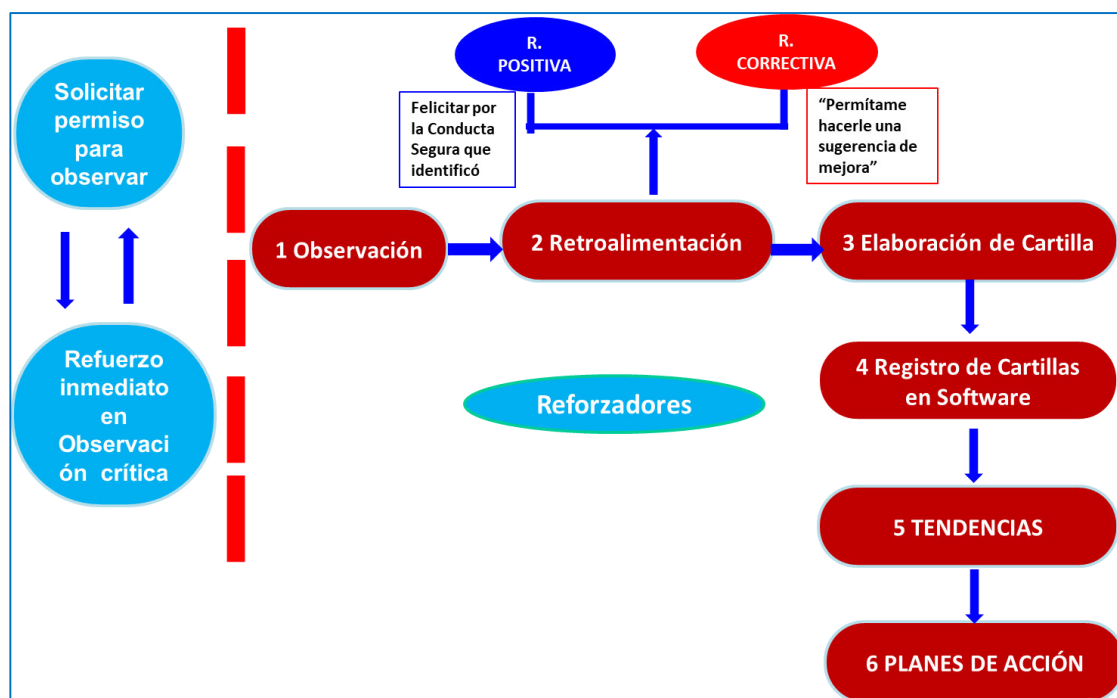 Solicitar
permiso
para
observar
Refuerzo
inmediato
en
Observaci
ón crítica
R.
POSITIVA
R.
CORRECTIVA
Felicitar por
la Conducta
Segura que
identificó
“Permítame
hacerle una
sugerencia de
mejora”
1 Observación
2 Retroalimentación
3 Elaboración de Cartilla
4 Registro de Cartillas
en Software
Reforzadores
5 TENDENCIAS
6 PLANES DE ACCIÓN